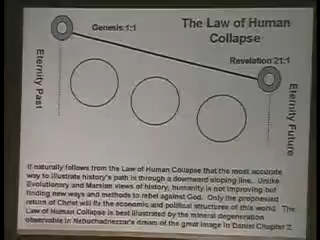 The Law of Human
Collapse
Genesis 1:1
Revelation 21:1
Eternity Past
Eternity Future
It naturally follows from the Law of Human Collapse that the most accurate
way to illustrate history's path is through a downward sloping line. Unlike
Evolutionary and Marxian views of history, humanity is not improving but
finding new ways and methods to rebel against God. Only the prophesied
return of Christ will fix the economic and political structures of this world. The
Law of Human Collapse is best illustrated by the mineral degeneration
observable in Nebuchadnezzar's dream of the great image in Daniel Chapter 2.